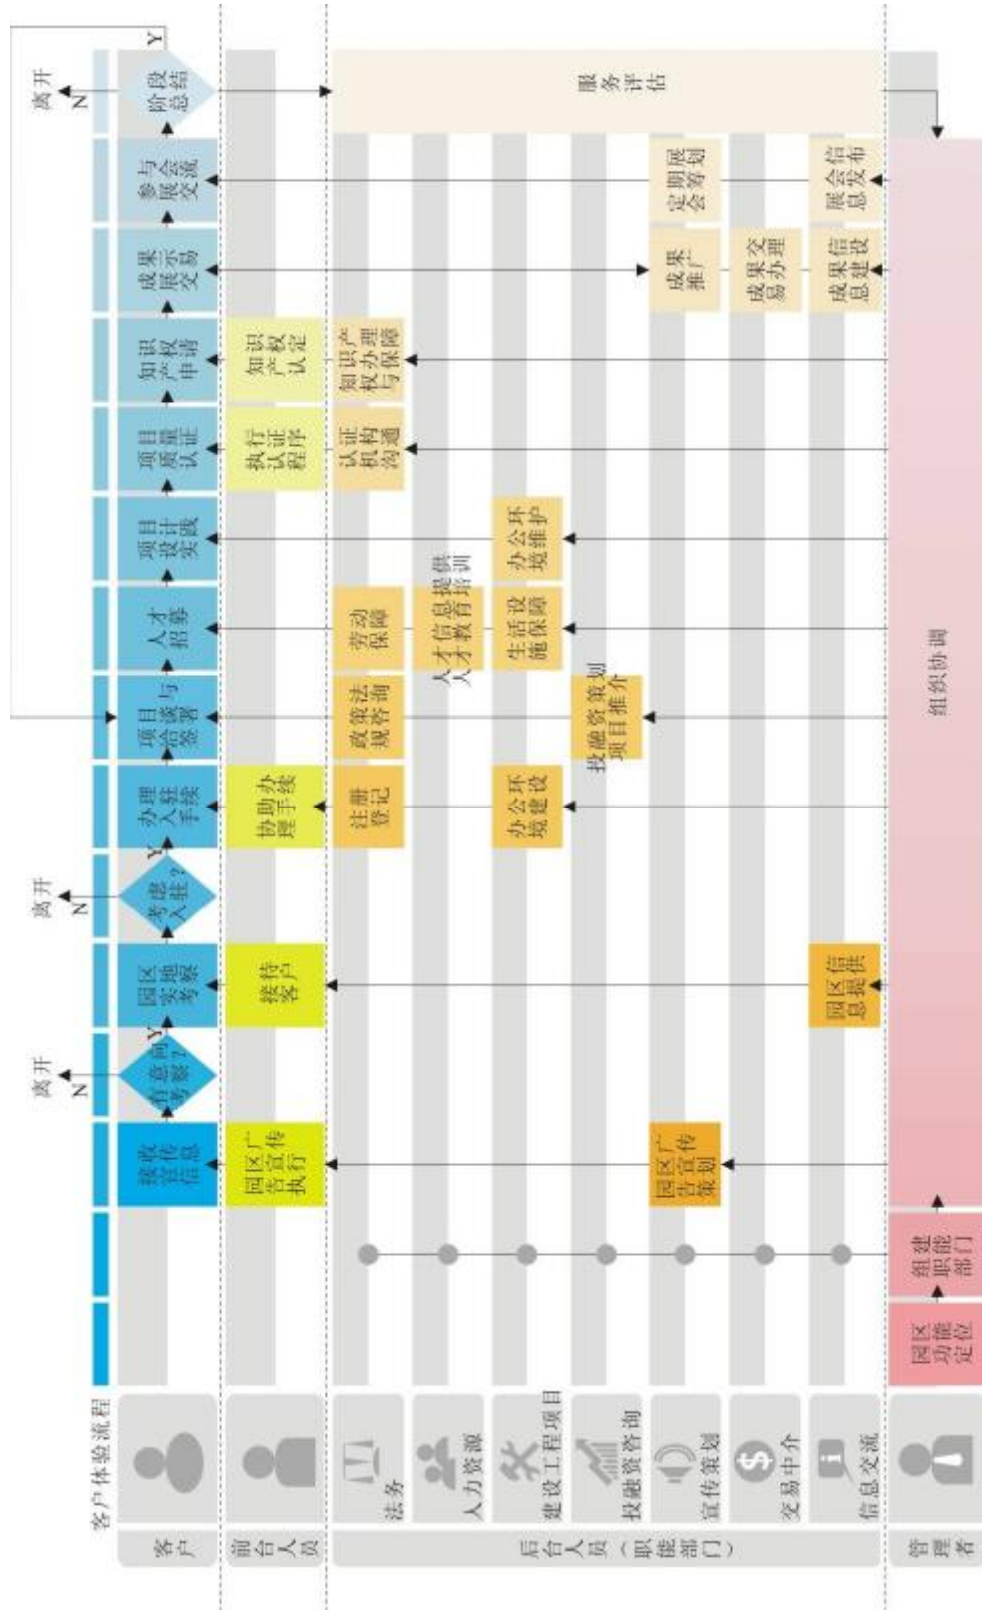 客户体验流程
客户
接收
宣传
信息
有意向
考察?
Y
N
离开
园区
实地
考察
考虑
入驻?
Y
N
离开
办理
入驻
手续
项目
洽谈与
签署
人才
招募
项目
设计
实践
项目
质量
认证
知识
产权
申请
成果
展示
交易
参与
展会
交流
阶段
总结
Y
N
离开
前台人员
园区广
告宣传
执行
接待
客户
协助办
理手续
执行
认证
程序
知识
产权
认定
后台人员（职能部门）
法务
注册
登记
政策法
规咨询
劳动
保障
认证
机构
沟通
知识产
权办理
与保障
服务评估
人力资源
人才信息提供
人才教育培训
建设工程项目
办公环
境建设
生活设
施保障
办公环
境维护
投融资咨询
投融资策划
项目推介
宣传策划
园区广
告宣传
策划
成果
推广
定期展
会筹划
交易中介
成果交
易办理
信息交流
园区信
息提供
成果信
息建设
展会信
息发布
管理者
园区
功能
定位
组建
职能
部门
组织协调